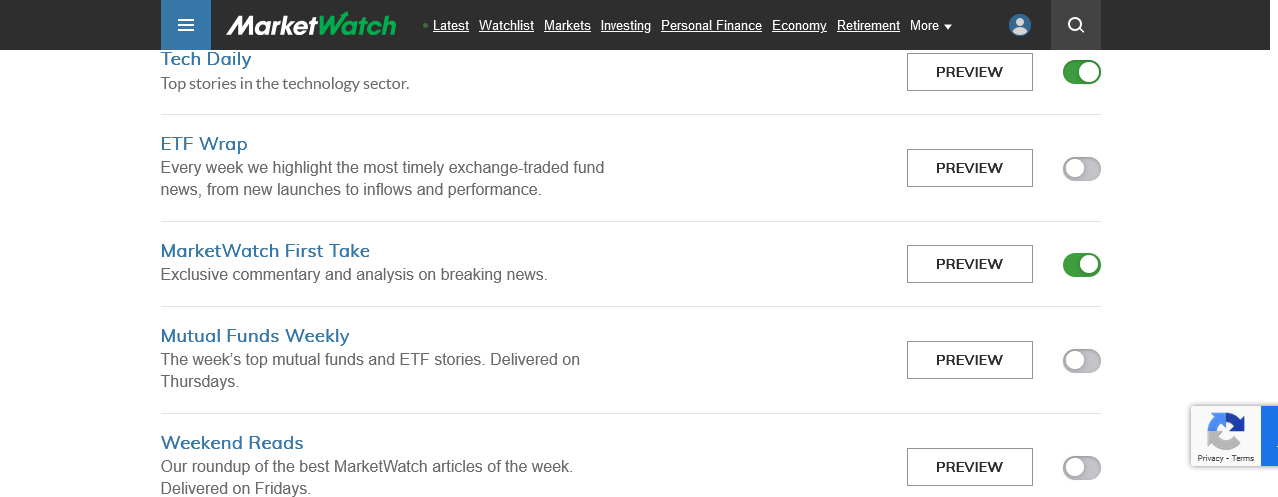 MarketWatch
Latest Watchlist Markets Investing Personal Finance Economy Retirement More
Tech Daily
Top stories in the technology sector.
PREVIEW
ETF Wrap
Every week we highlight the most timely exchange-traded fund
news, from new launches to inflows and performance.
PREVIEW
MarketWatch First Take
Exclusive commentary and analysis on breaking news.
PREVIEW
Mutual Funds Weekly
The week’s top mutual funds and ETF stories. Delivered on
Thursdays.
PREVIEW
Weekend Reads
Our roundup of the best MarketWatch articles of the week.
Delivered on Fridays.
PREVIEW
Privacy - Terms